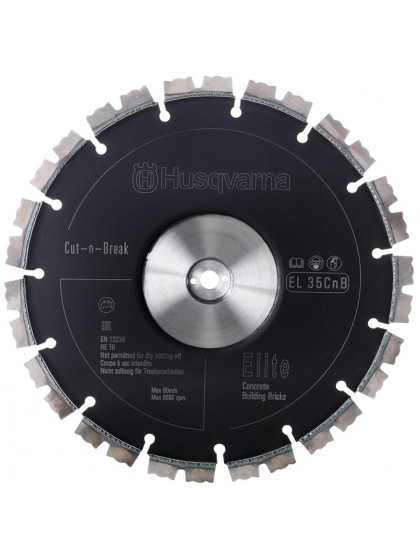 Husqvarna
Cut-n-Break
EL 35CnB
EN 13236
RE 1G
Not permitted for dry cutting-off
Coupe à sec interdite
Nicht zulässig für Trockenschleifen
Elite
Concrete
Building Bricks
Max 80m/s
Max 6650 rpm